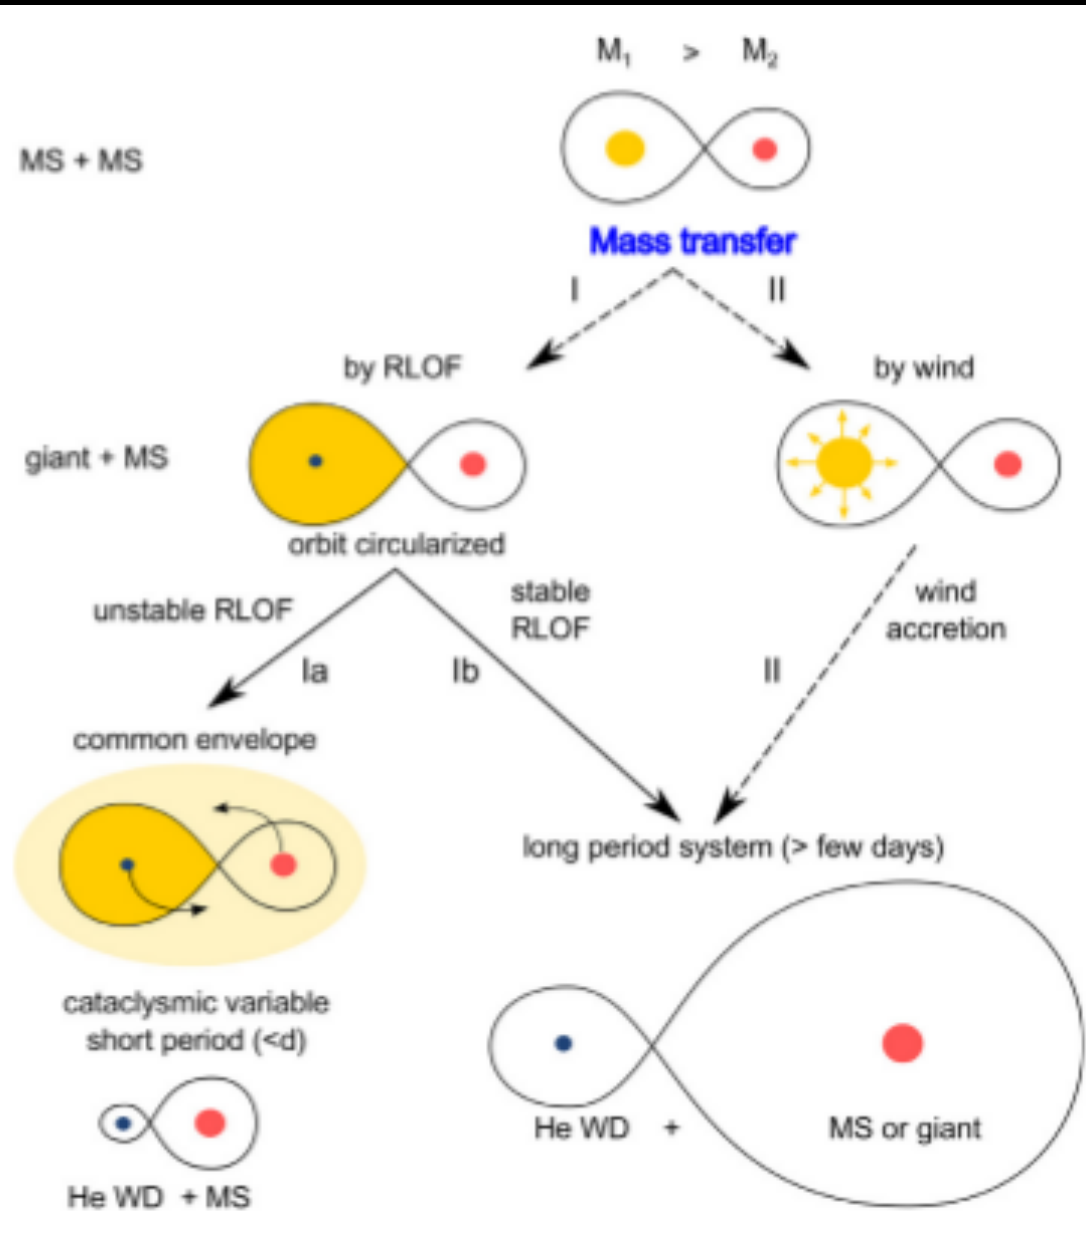 M₁ > M₂
MS + MS
Mass transfer
I
II
by RLOF
by wind
giant + MS
orbit circularized
unstable RLOF
stable
RLOF
wind
accretion
Ia
Ib
II
common envelope
long period system (> few days)
cataclysmic variable
short period (<d)
He WD + MS or giant
He WD + MS